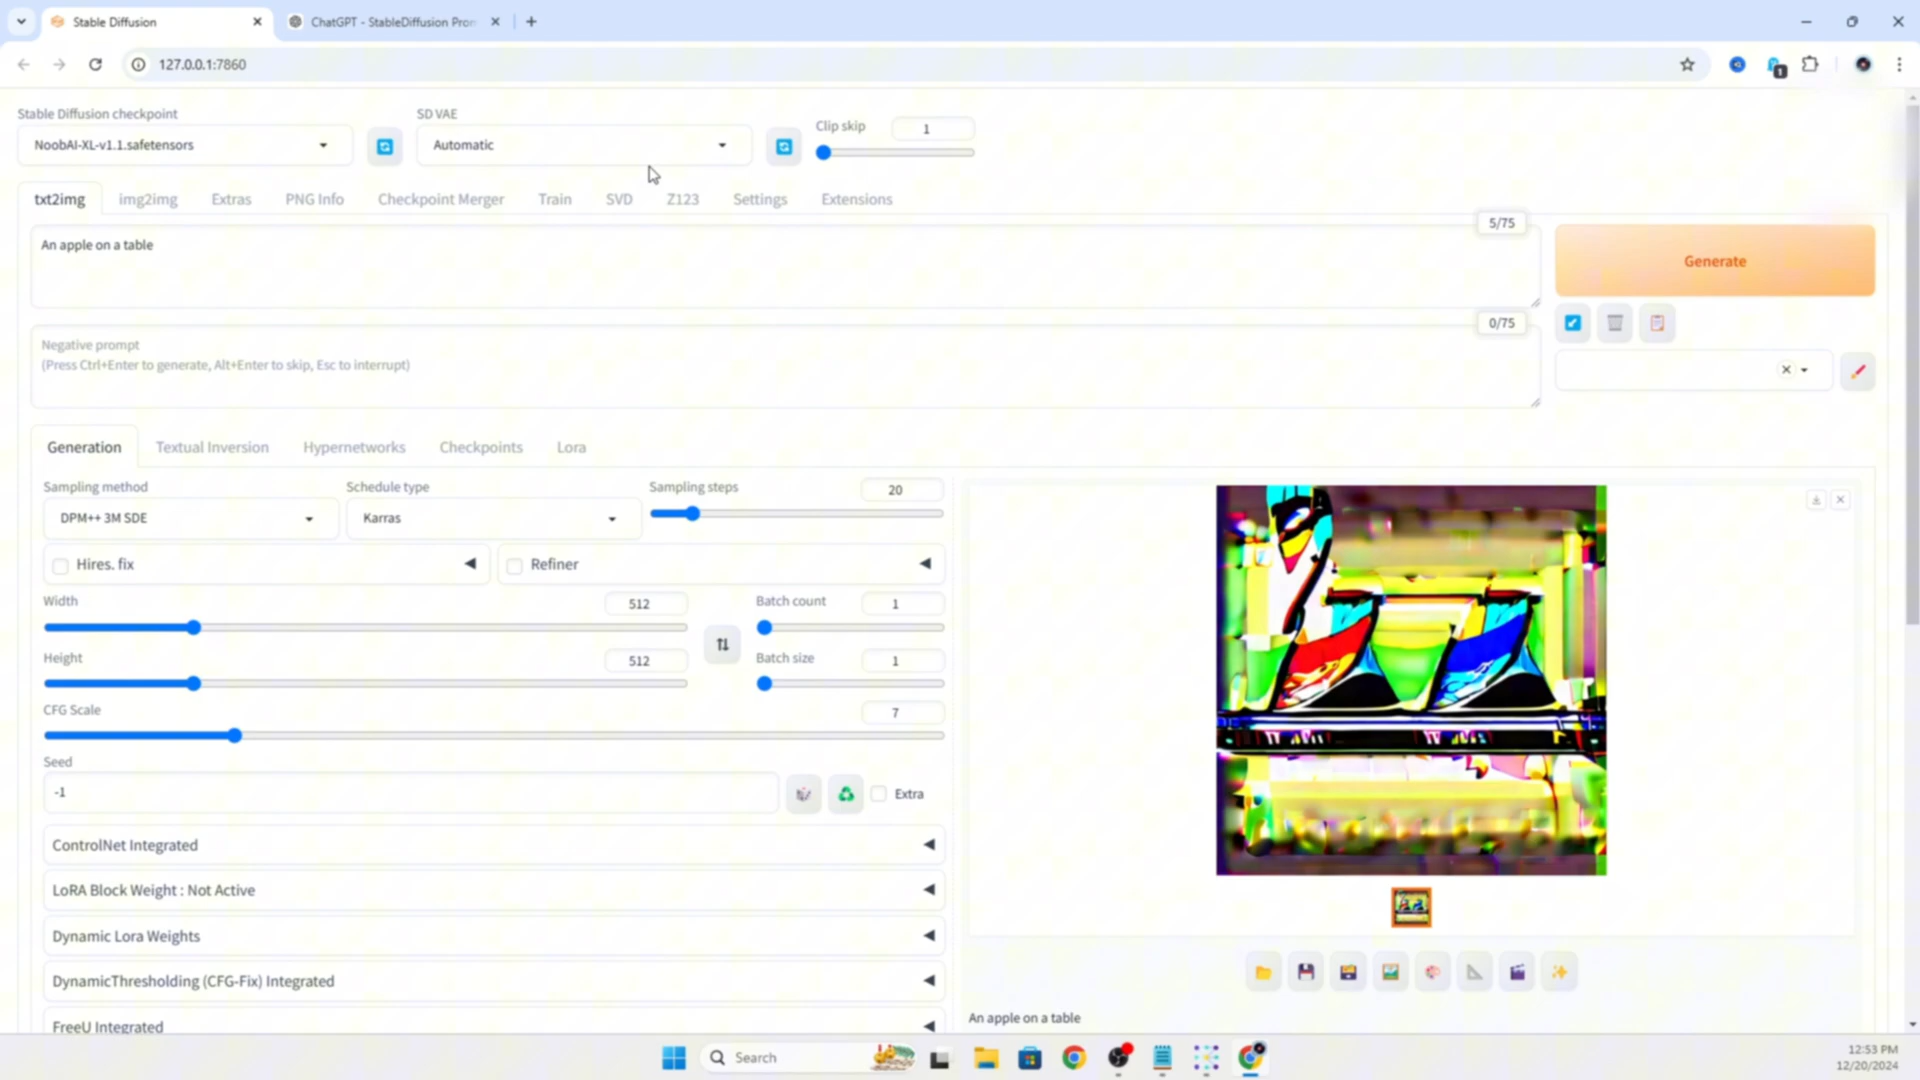 Stable Diffusion
ChatGPT - StableDiffusion Pron
127.0.0.1:7860
1
Stable Diffusion checkpoint
NoobAI-XL-v1.1.safetensors
SD VAE
Automatic
Clip skip
1
txt2img
img2img
Extras
PNG Info
Checkpoint Merger
Train
SVD
Z123
Settings
Extensions
5/75
An apple on a table
Generate
0/75
Negative prompt
(Press Ctrl+Enter to generate, Alt+Enter to skip, Esc to interrupt)
Generation
Textual Inversion
Hypernetworks
Checkpoints
Lora
Sampling method
DPM++ 3M SDE
Schedule type
Karras
Sampling steps
20
Hires. fix
Refiner
Width
512
Batch count
1
Height
512
Batch size
1
CFG Scale
7
Seed
-1
Extra
ControlNet Integrated
LoRA Block Weight : Not Active
Dynamic Lora Weights
DynamicThresholding (CFG-Fix) Integrated
FreeU Integrated
An apple on a table
Search
12:53 PM
12/20/2024